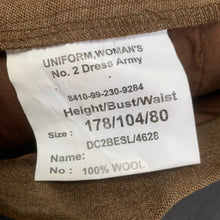 UNIFORM,WOMAN'S
No. 2 Dress Army
8410-99-230-9284
Height/Bust/Waist
Size : 178/104/80
DC2BESL/4628
Name:
No : 100% WOOL